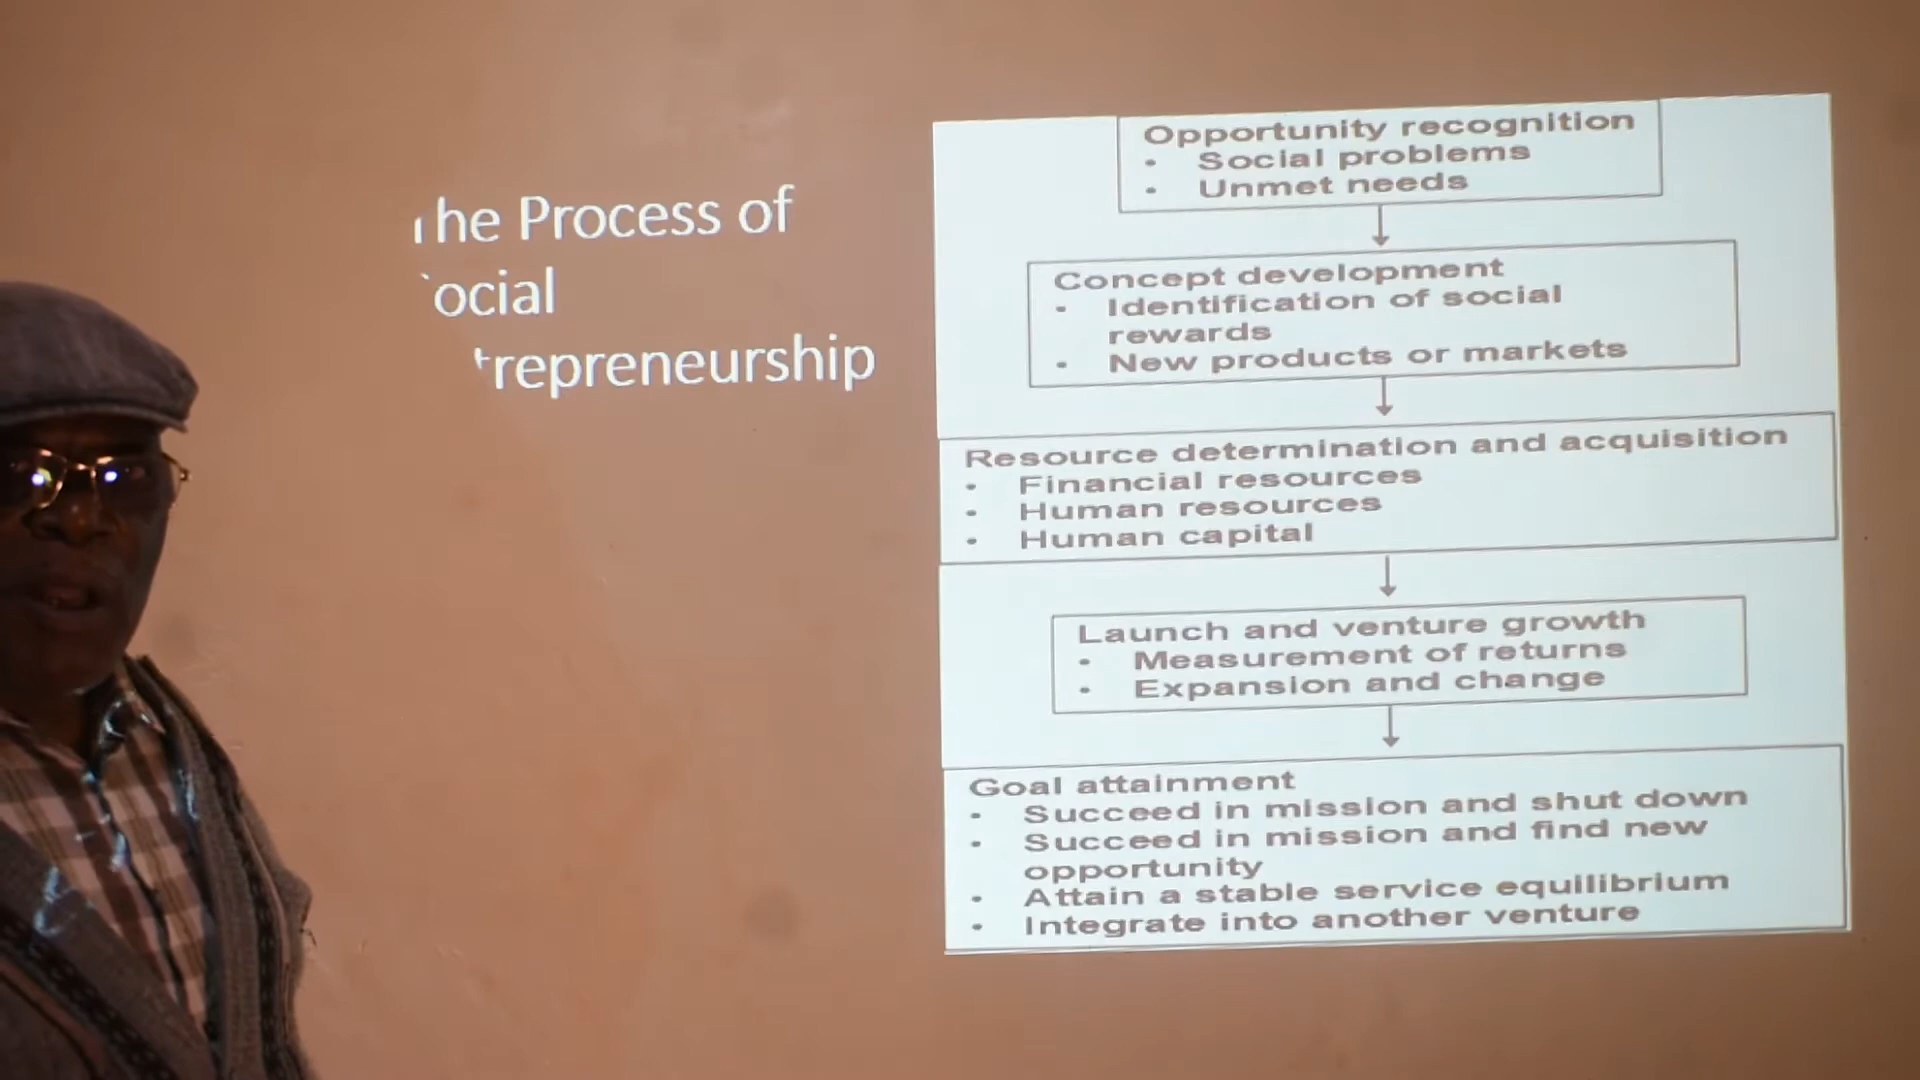 he Process of
ocial
trepreneurship
Opportunity recognition
• Social problems
• Unmet needs
Concept development
• Identification of social
rewards
• New products or markets
Resource determination and acquisition
• Financial resources
• Human resources
• Human capital
Launch and venture growth
• Measurement of returns
• Expansion and change
Goal attainment
• Succeed in mission and shut down
• Succeed in mission and find new
opportunity
• Attain a stable service equilibrium
• Integrate into another venture